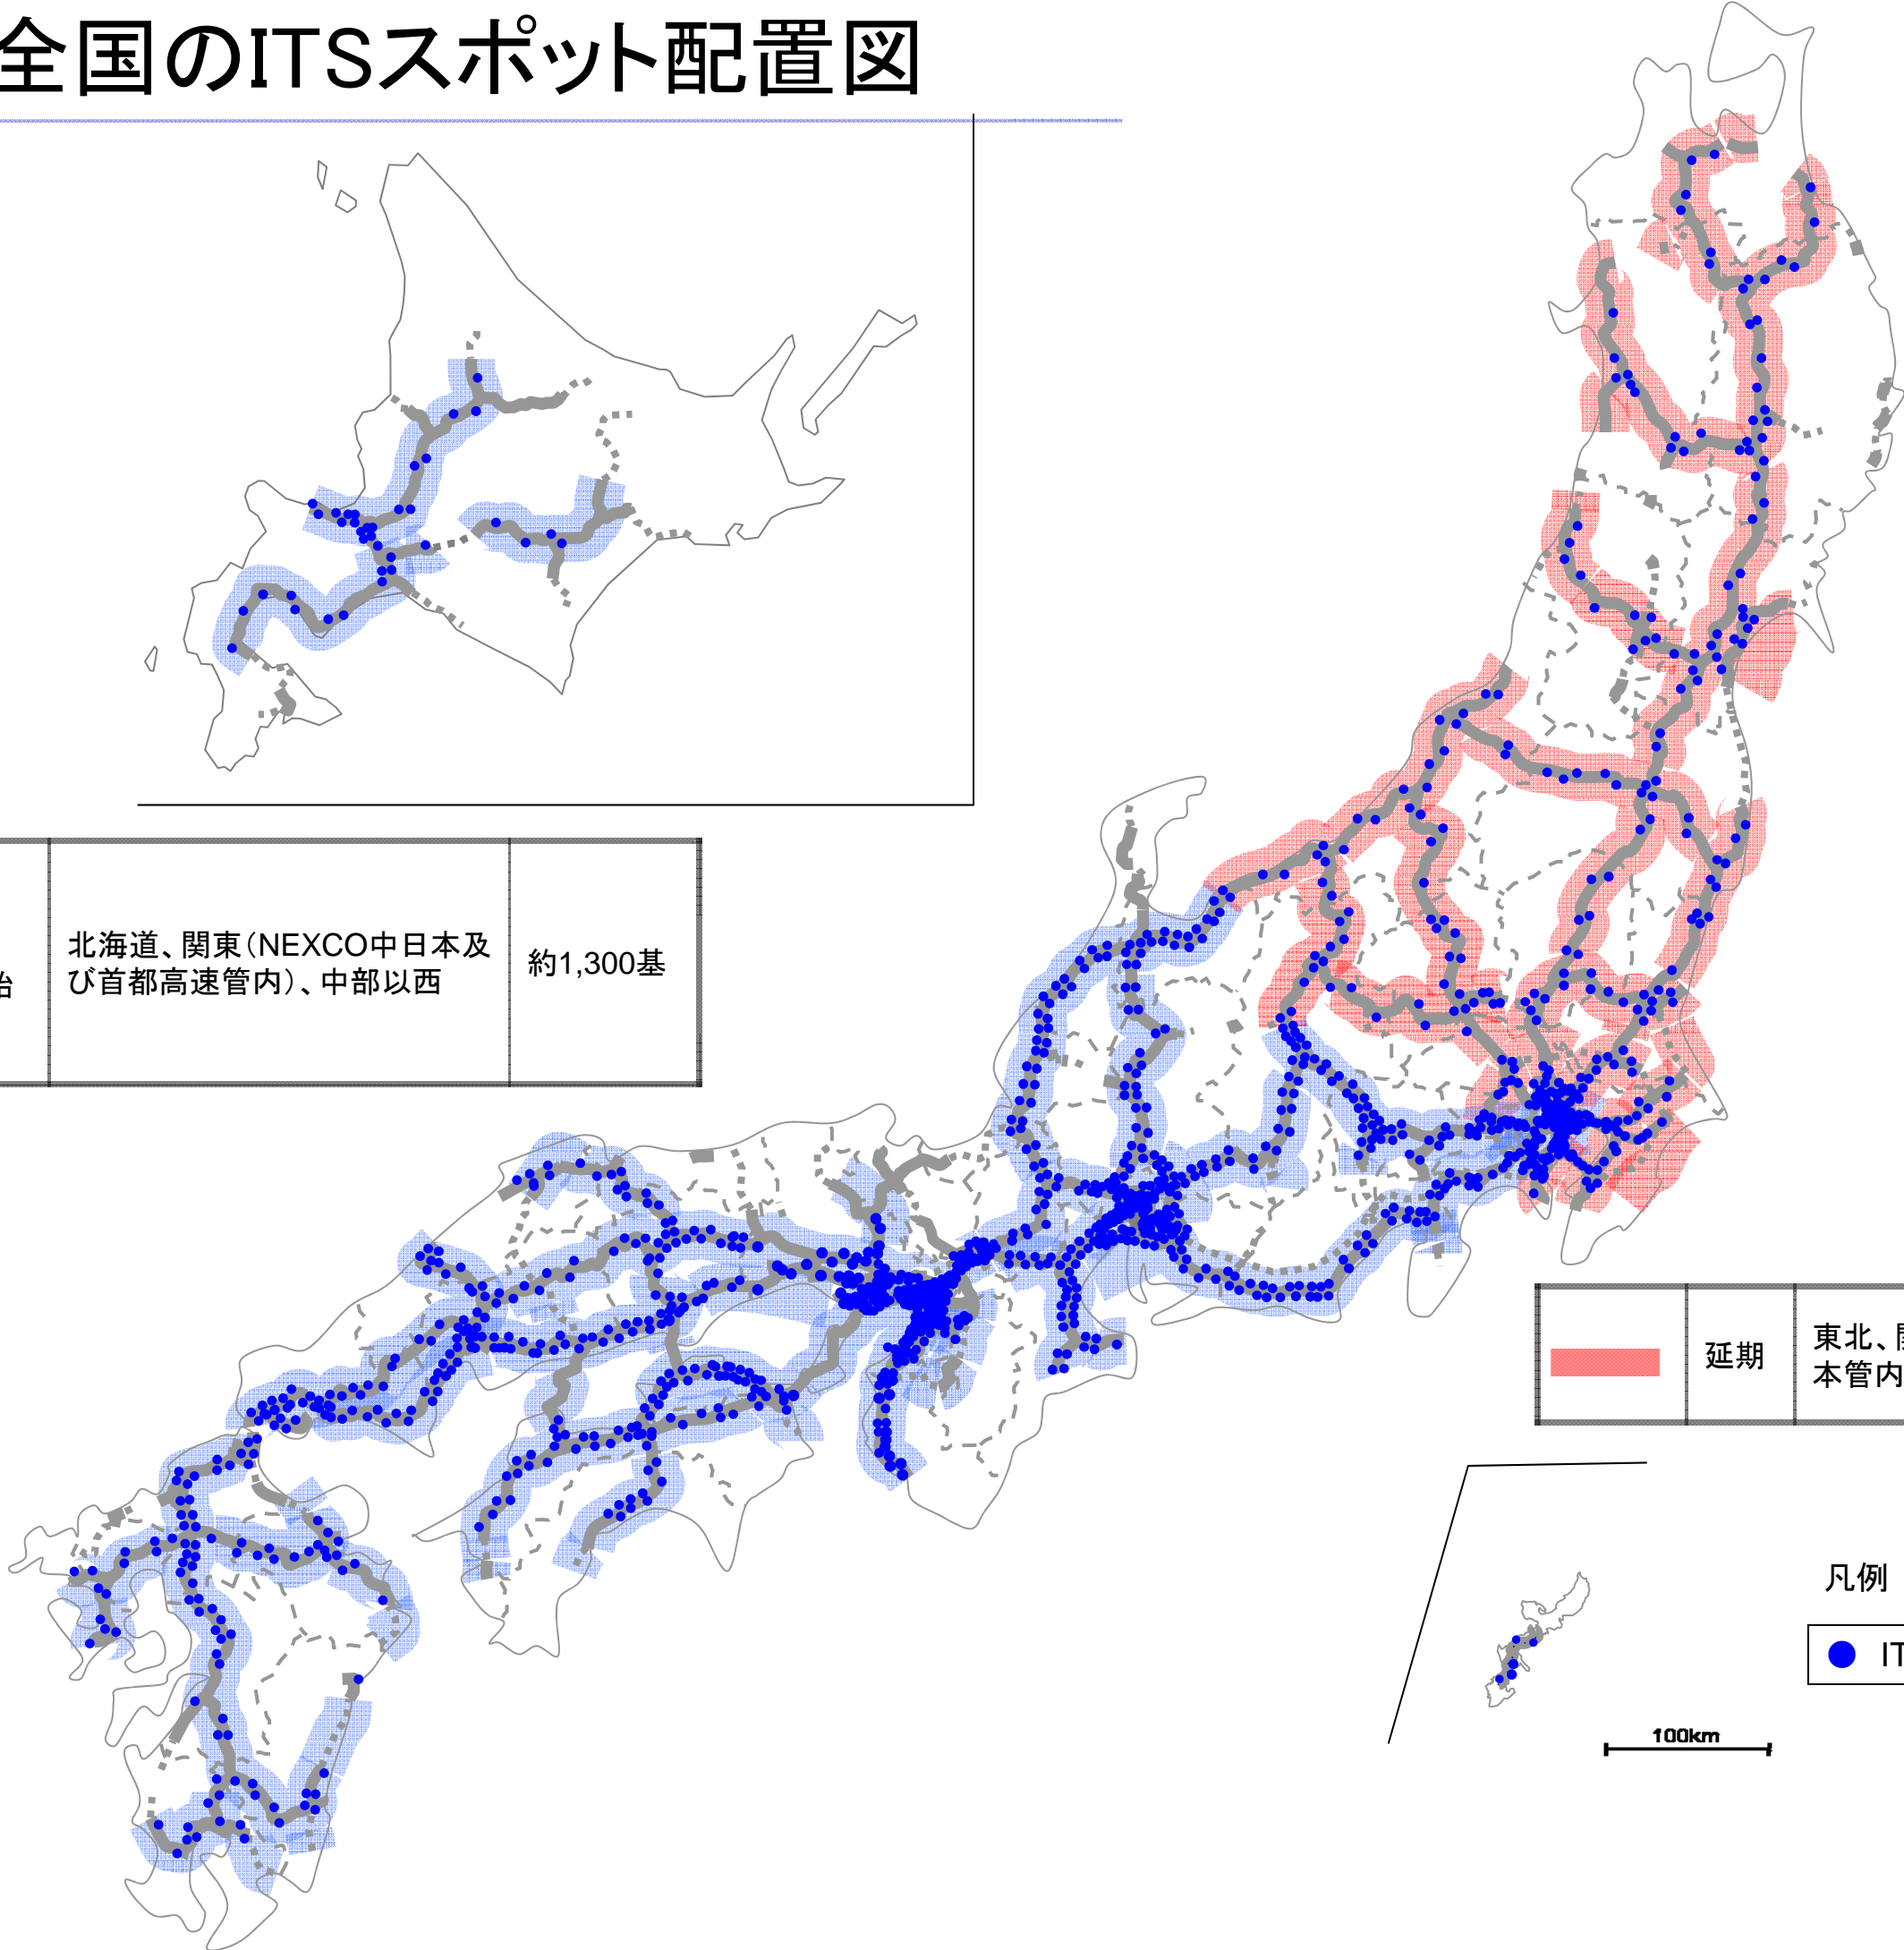 全国のITSスポット配置図
始
北海道、関東(NEXCO中日本及
び首都高速管内)、中部以西
約1,300基
延期
東北、関
本管内
凡例
IT
100km